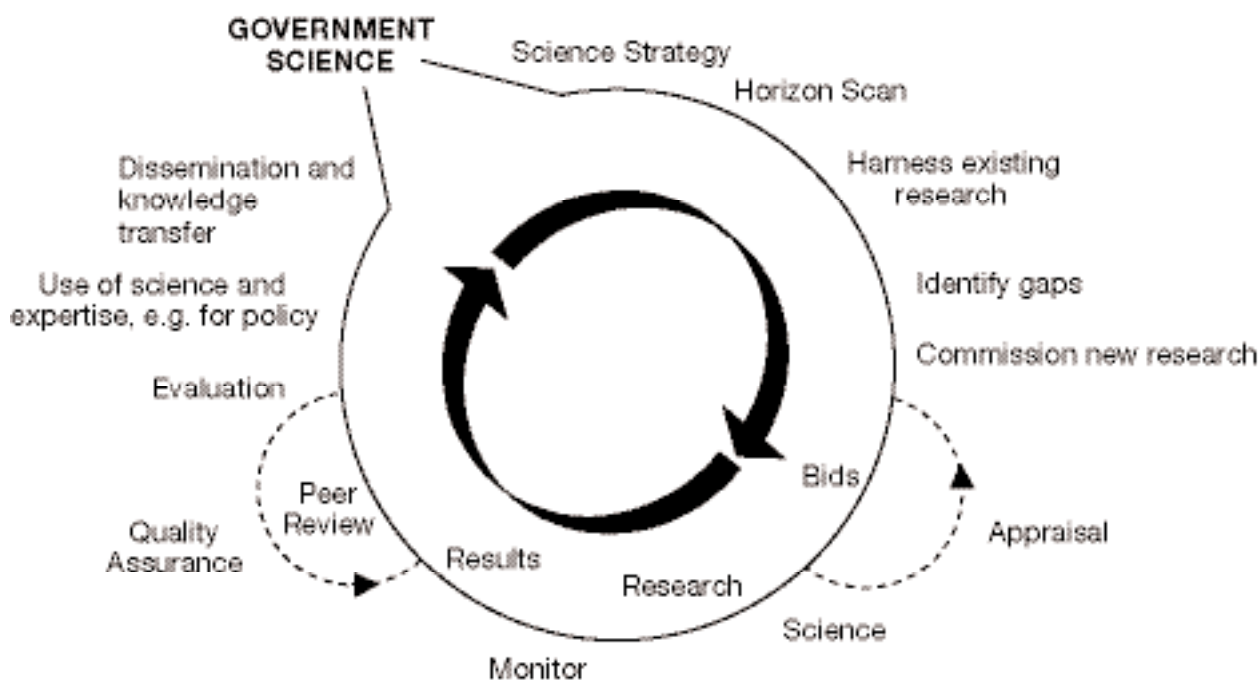 GOVERNMENT
SCIENCE
Science Strategy
Horizon Scan
Harness existing
research
Identify gaps
Commission new research
Bids
Appraisal
Science
Research
Monitor
Results
Peer
Review
Quality
Assurance
Evaluation
Use of science and
expertise, e.g. for policy
Dissemination and
knowledge
transfer